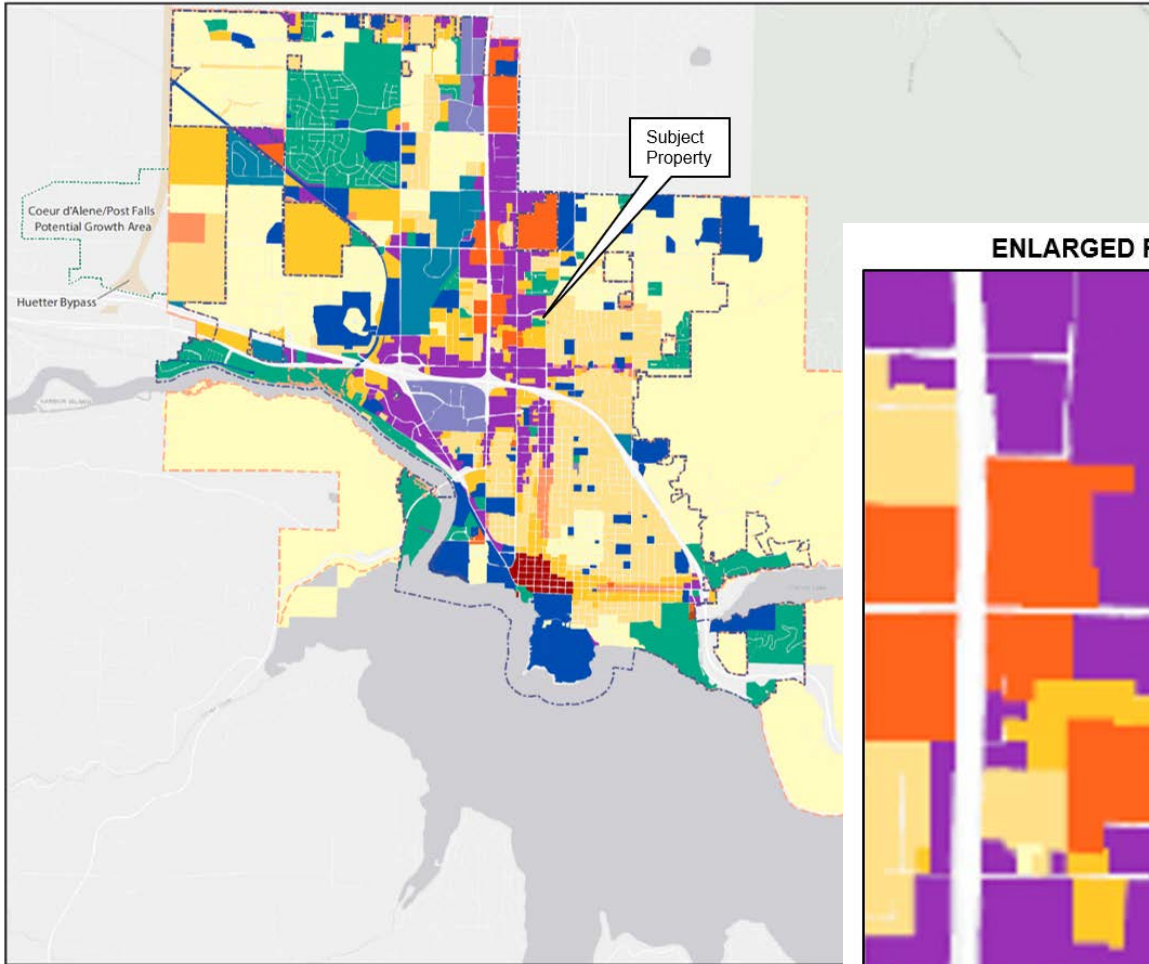 Subject
Property
Coeur d'Alene/Post Falls
Potential Growth Area
Huetter Bypass
ENLARGED